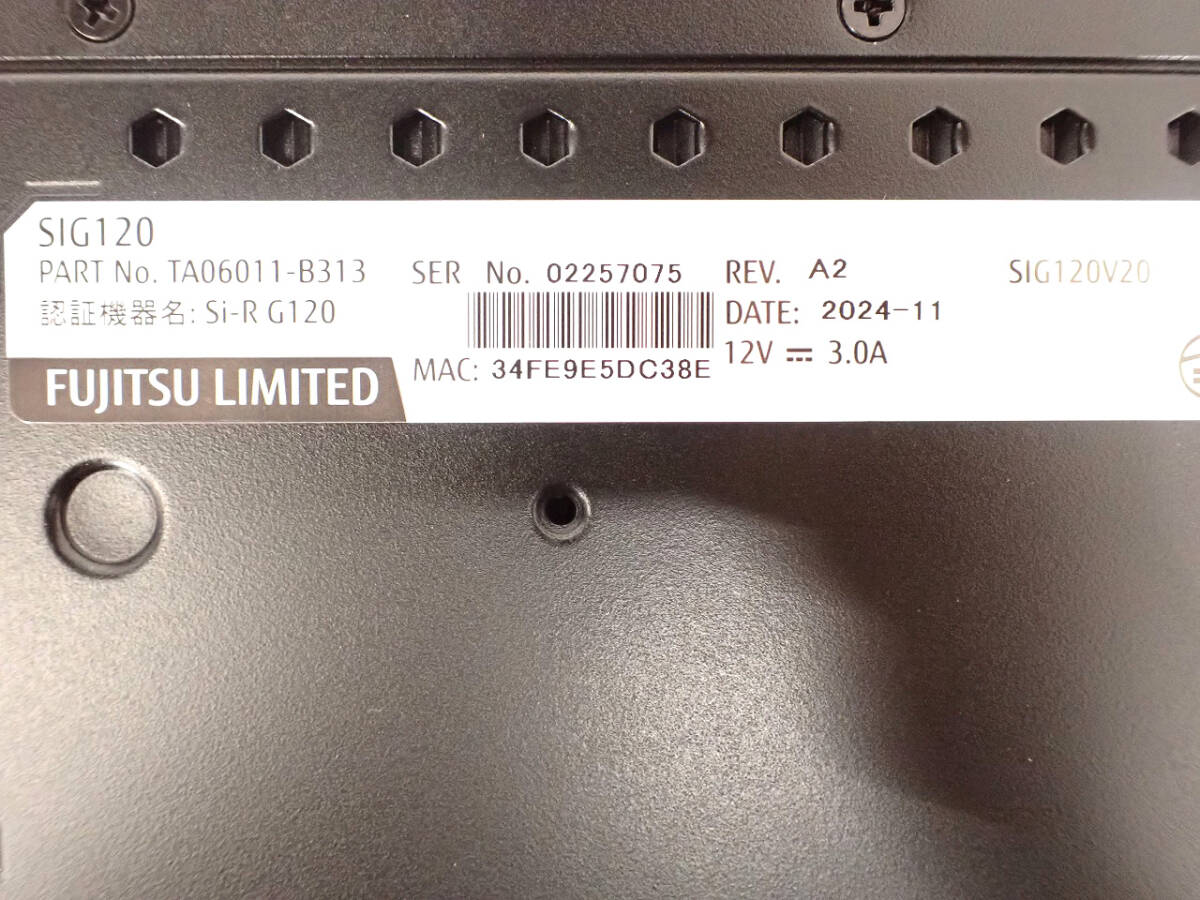 SIG120
PART No. TA06011-B313
認証機器名: Si-R G120
FUJITSU LIMITED
SER No. 02257075
MAC: 34FE9E5DC38E
REV. A2
DATE: 2024-11
12V ⎓ 3.0A
SIG120V20